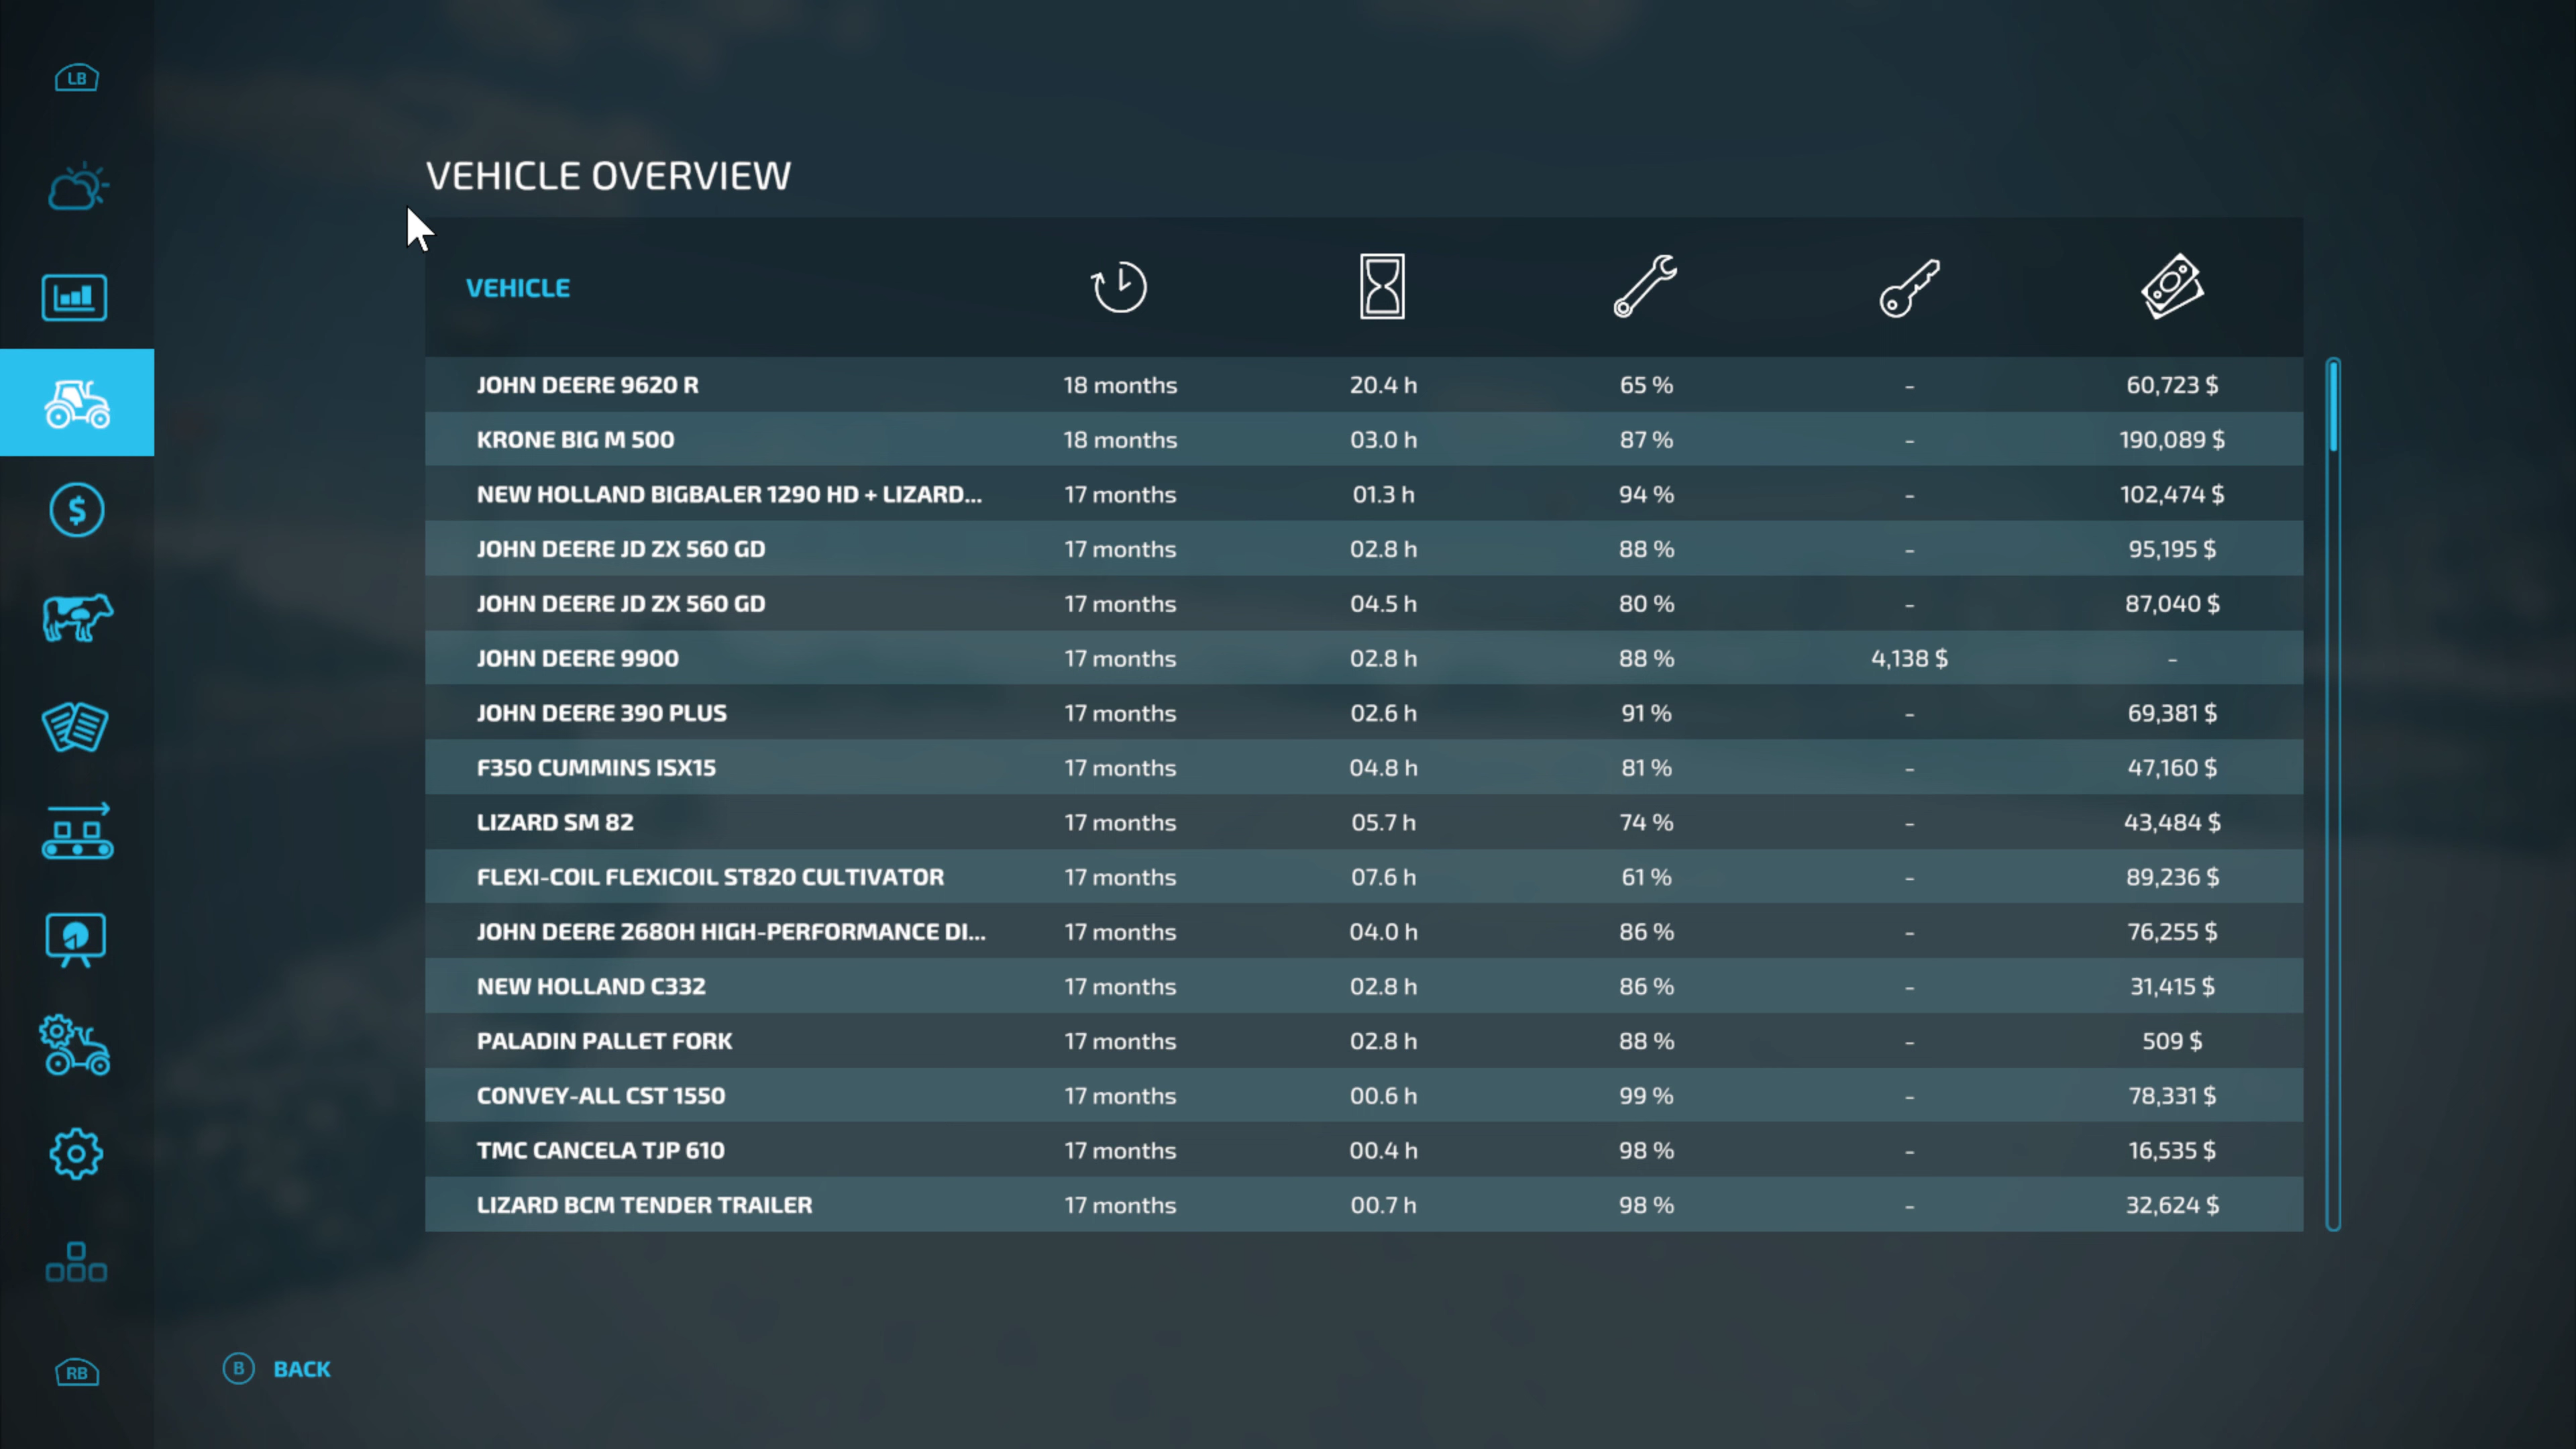 LB
VEHICLE OVERVIEW
VEHICLE
JOHN DEERE 9620 R 18 months 20.4 h 65 % - 60,723 $
KRONE BIG M 500 18 months 03.0 h 87 % - 190,089 $
NEW HOLLAND BIGBALER 1290 HD + LIZARD... 17 months 01.3 h 94 % - 102,474 $
JOHN DEERE JD ZX 560 GD 17 months 02.8 h 88 % - 95,195 $
JOHN DEERE JD ZX 560 GD 17 months 04.5 h 80 % - 87,040 $
JOHN DEERE 9900 17 months 02.8 h 88 % 4,138 $ -
JOHN DEERE 390 PLUS 17 months 02.6 h 91 % - 69,381 $
F350 CUMMINS ISX15 17 months 04.8 h 81 % - 47,160 $
LIZARD SM 82 17 months 05.7 h 74 % - 43,484 $
FLEXI-COIL FLEXICOIL ST820 CULTIVATOR 17 months 07.6 h 61 % - 89,236 $
JOHN DEERE 2680H HIGH-PERFORMANCE DI... 17 months 04.0 h 86 % - 76,255 $
NEW HOLLAND C332 17 months 02.8 h 86 % - 31,415 $
PALADIN PALLET FORK 17 months 02.8 h 88 % - 509 $
CONVEY-ALL CST 1550 17 months 00.6 h 99 % - 78,331 $
TMC CANCELA TJP 610 17 months 00.4 h 98 % - 16,535 $
LIZARD BCM TENDER TRAILER 17 months 00.7 h 98 % - 32,624 $
RB
B BACK